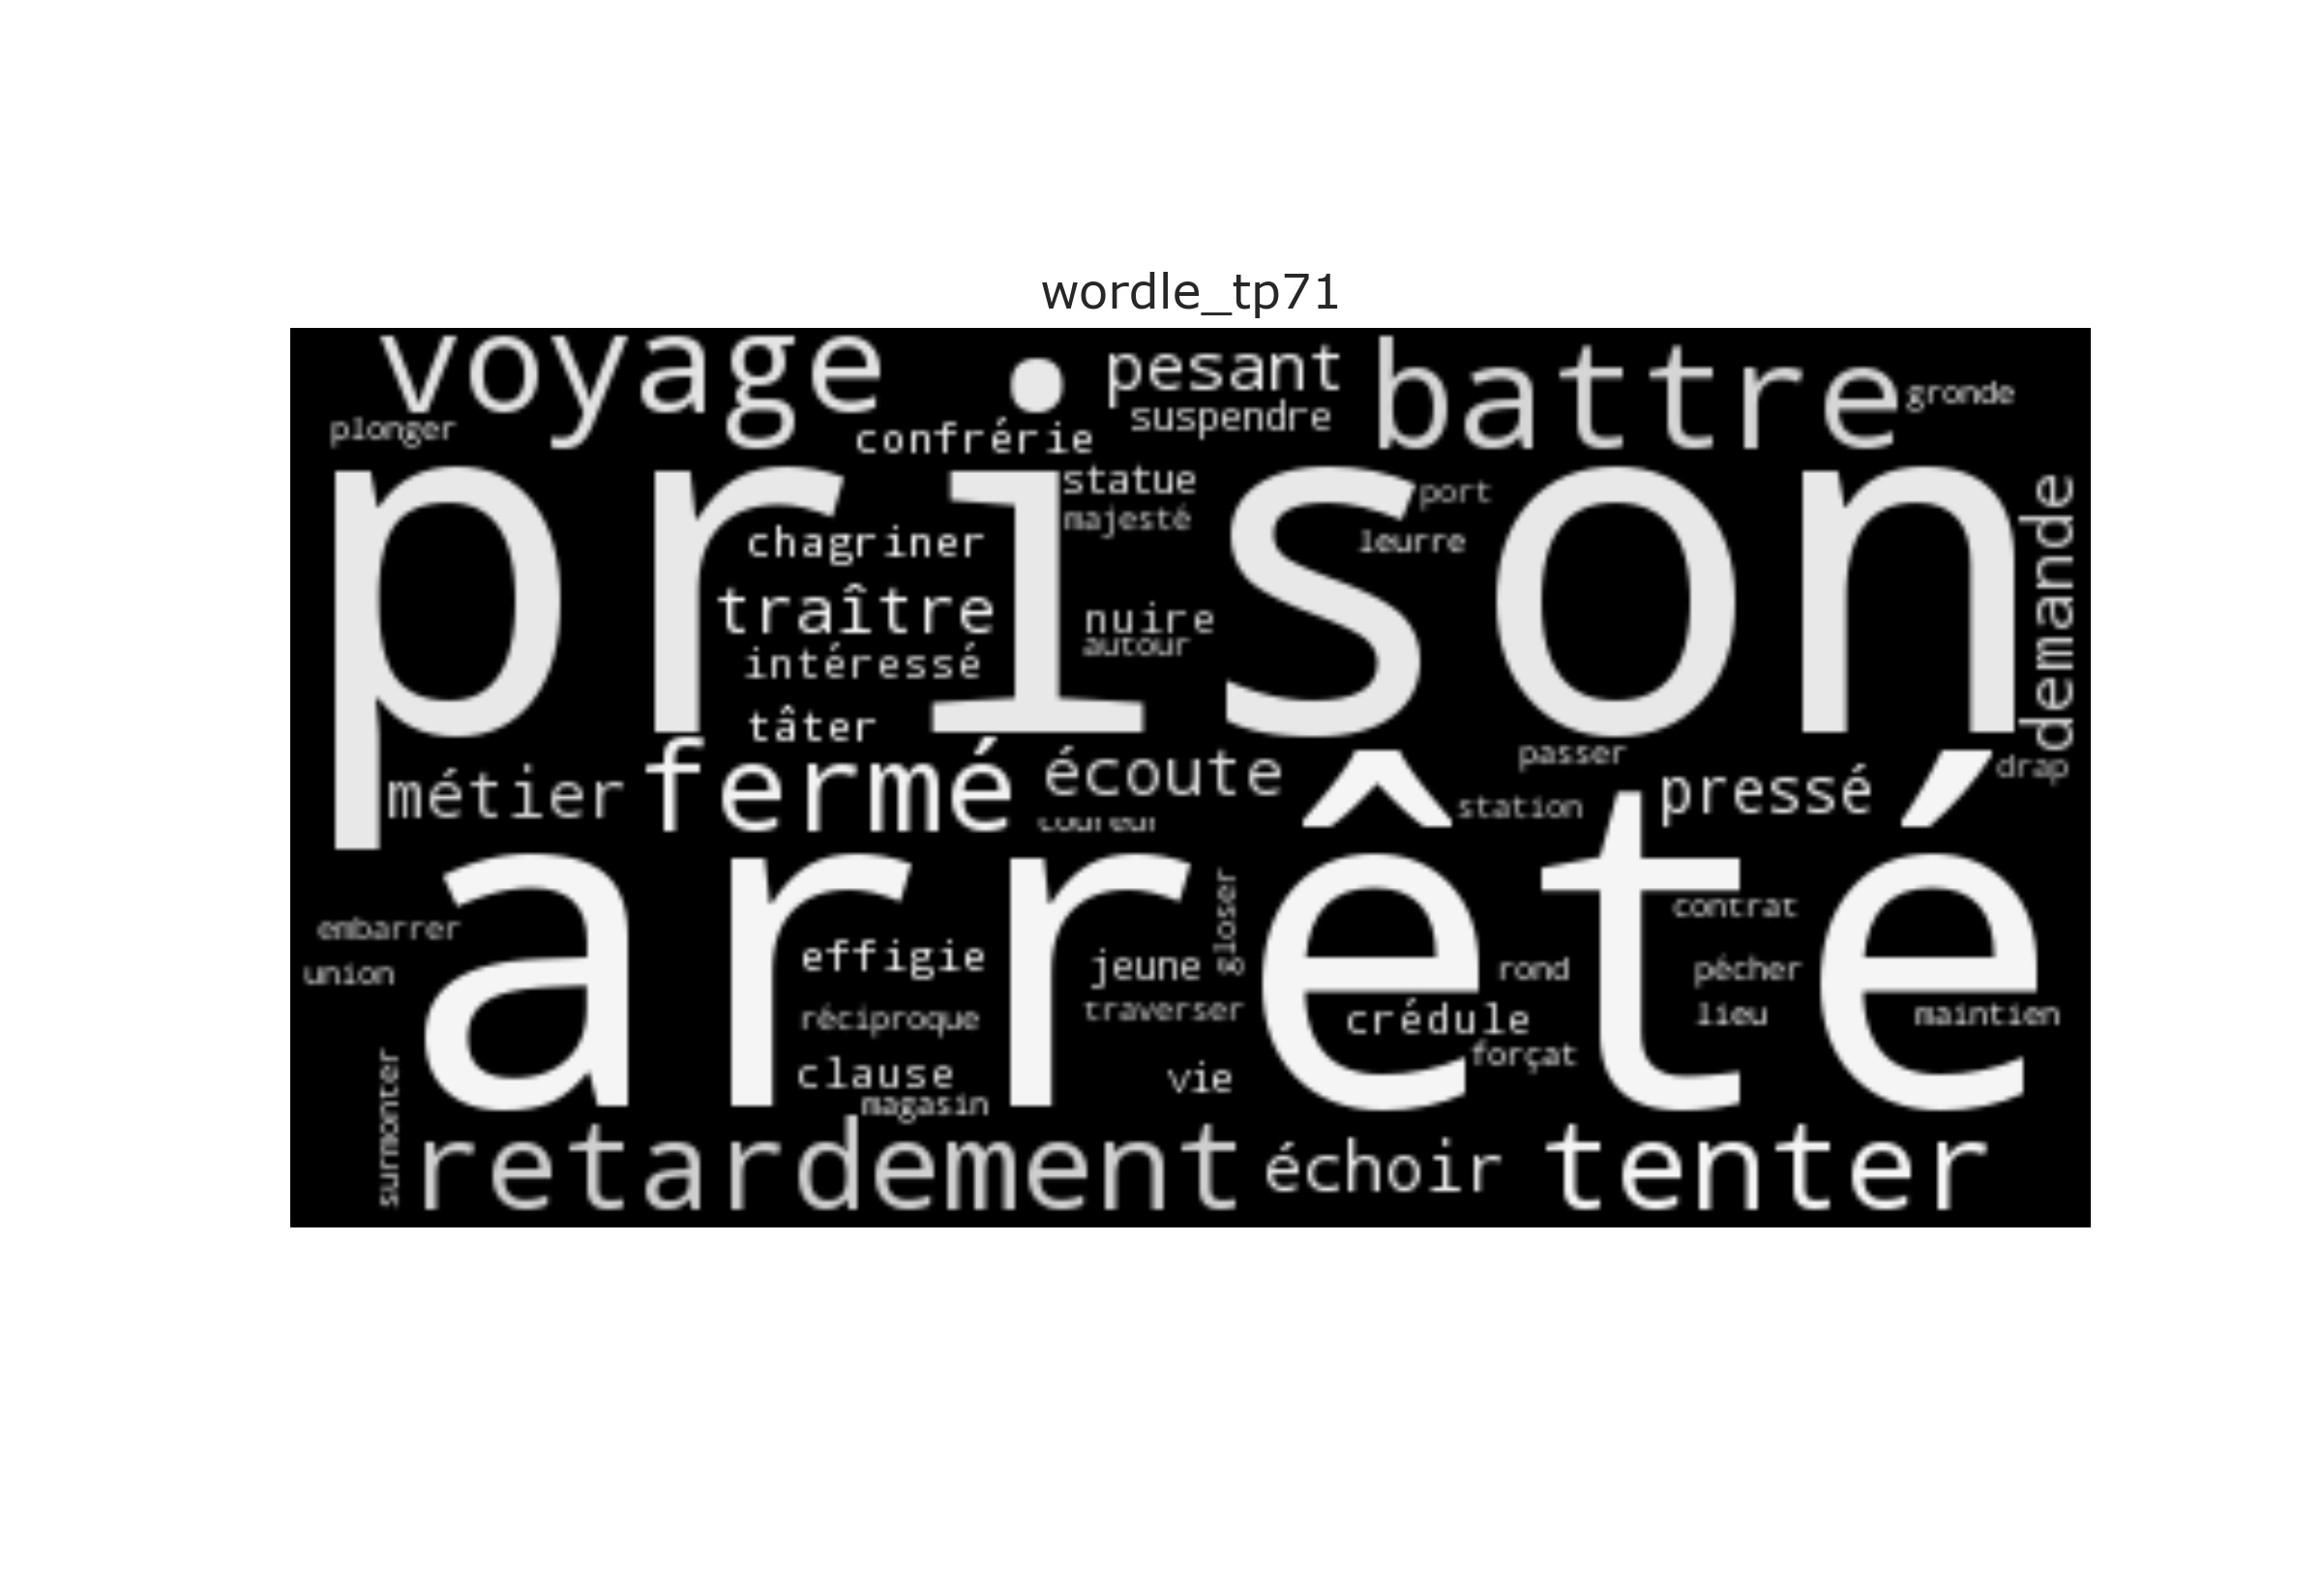 wordle_tp71
voyage
pesant
battre
gronde
suspendre
plonger
confrérie
prison
statue
port
majesté
chagriner
leurre
demande
traître
nuire
autour
intéressé
tâter
fermé
écoute
passer
drap
métier
pressé
station
coureur
arrêté
gloser
contrat
embarrer
effigie
jeune
rond
pécher
union
réciproque
traverser
crédule
lieu
maintien
forçat
clause
vie
magasin
surmonter
retardement
échoir
tenter